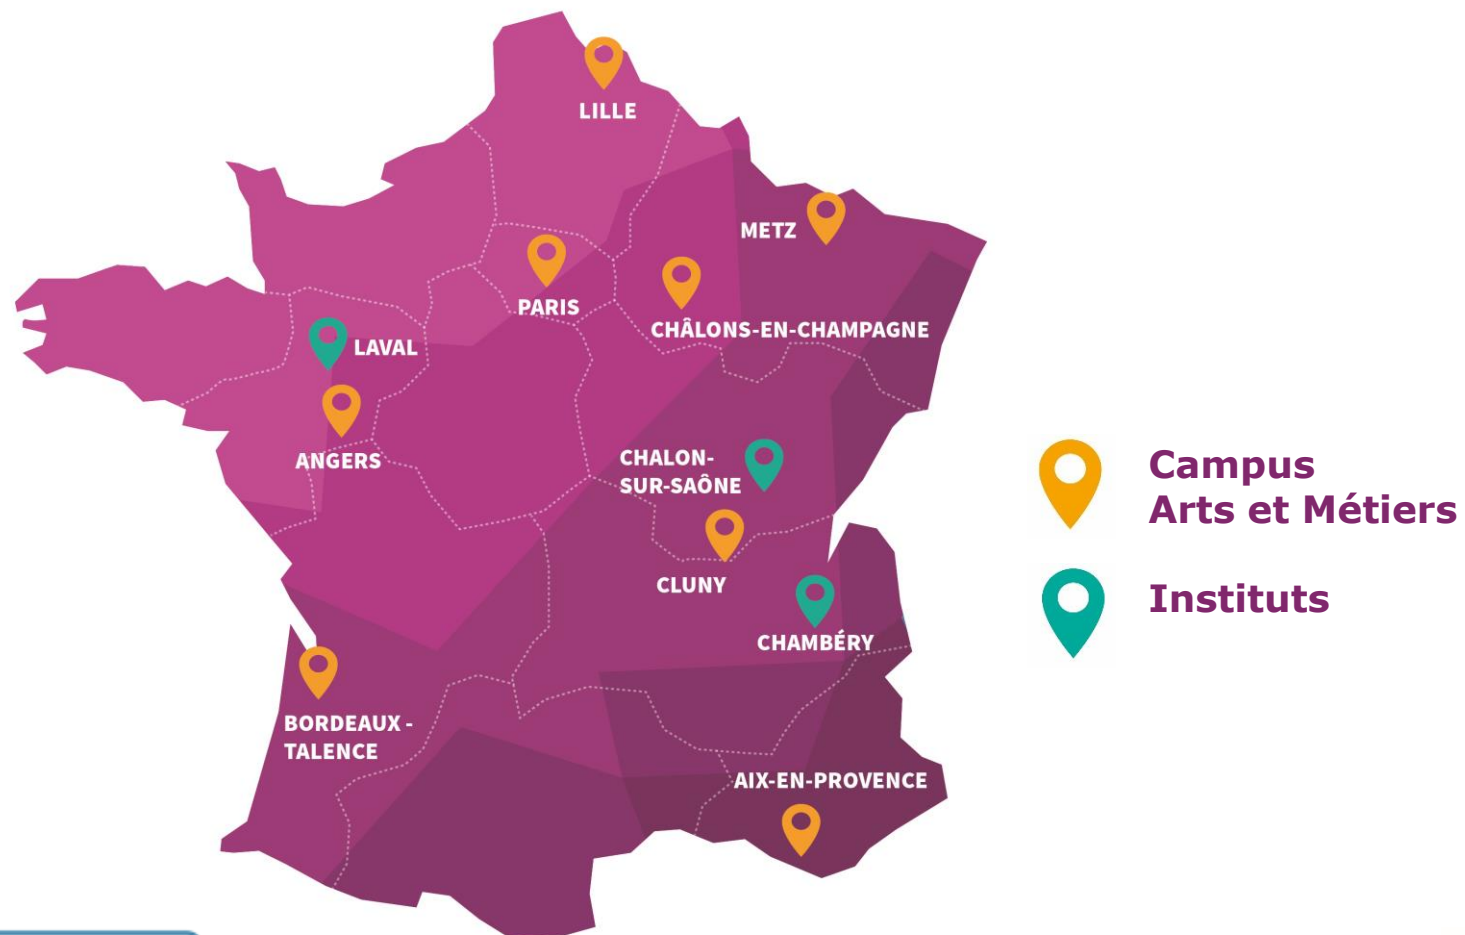 LILLE
METZ
PARIS
CHÂLONS-EN-CHAMPAGNE
LAVAL
ANGERS
CHALON-
SUR-SAÔNE
CLUNY
CHAMBÉRY
BORDEAUX -
TALENCE
AIX-EN-PROVENCE
Campus
Arts et Métiers
Instituts